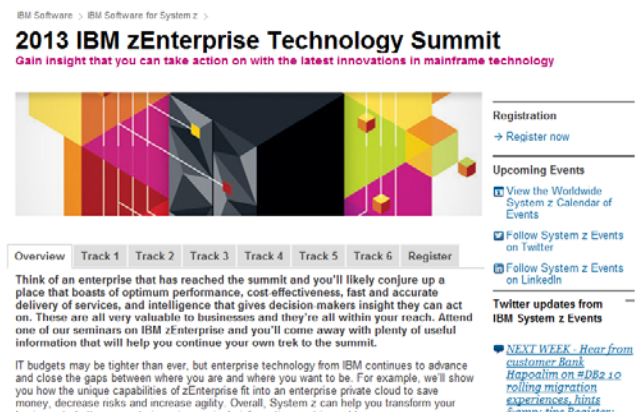 IBM Software > IBM Software for System z >
2013 IBM zEnterprise Technology Summit
Gain insight that you can take action on with the latest innovations in mainframe technology
Registration
→ Register now
Upcoming Events
View the Worldwide
System z Calendar of
Events
Follow System z Events
on Twitter
Follow System z Events
on LinkedIn
Overview Track 1 Track 2 Track 3 Track 4 Track 5 Track 6 Register
Think of an enterprise that has reached the summit and you'll likely conjure up a
place that boasts of optimum performance, cost-effectiveness, fast and accurate
delivery of services, and intelligence that gives decision-makers insight they can act
on. These are all very valuable to businesses and they're all within your reach. Attend
one of our seminars on IBM zEnterprise and you'll come away with plenty of useful
information that will help you continue your own trek to the summit.
IT budgets may be tighter than ever, but enterprise technology from IBM continues to advance
and close the gaps between where you are and where you want to be. For example, we'll show
you how the unique capabilities of zEnterprise fit into an enterprise private cloud to save
money, decrease risks and increase agility. Overall, System z can help you transform your
Twitter updates from
IBM System z Events
NEXT WEEK - Hear from
customer Bank
Hapoalim on #DB2 10
rolling migration
experiences, hints
&amp; tips Register